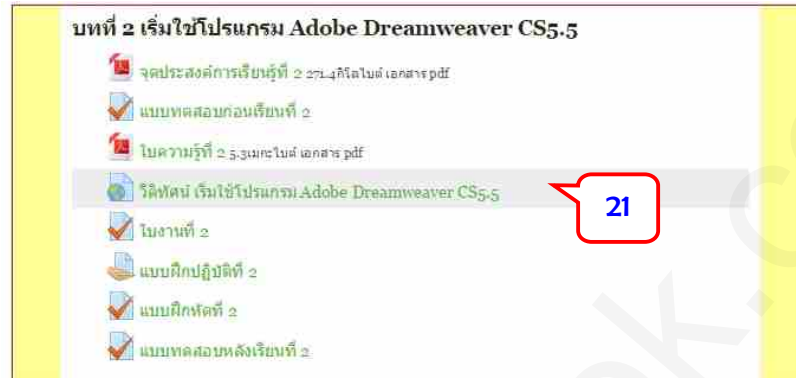 บทที่ 2 เริ่มใช้โปรแกรม Adobe Dreamweaver CS5.5
จุดประสงค์การเรียนรู้ที่ 2 271.4กิโลไบต์ เอกสาร pdf
แบบทดสอบก่อนเรียนที่ 2
ใบความรู้ที่ 2 5.3เมกะไบต์ เอกสาร pdf
วิดิทัศน์ เริ่มใช้โปรแกรม Adobe Dreamweaver CS5.5
21
ใบงานที่ 2
แบบฝึกปฏิบัติที่ 2
แบบฝึกหัดที่ 2
แบบทดสอบหลังเรียนที่ 2